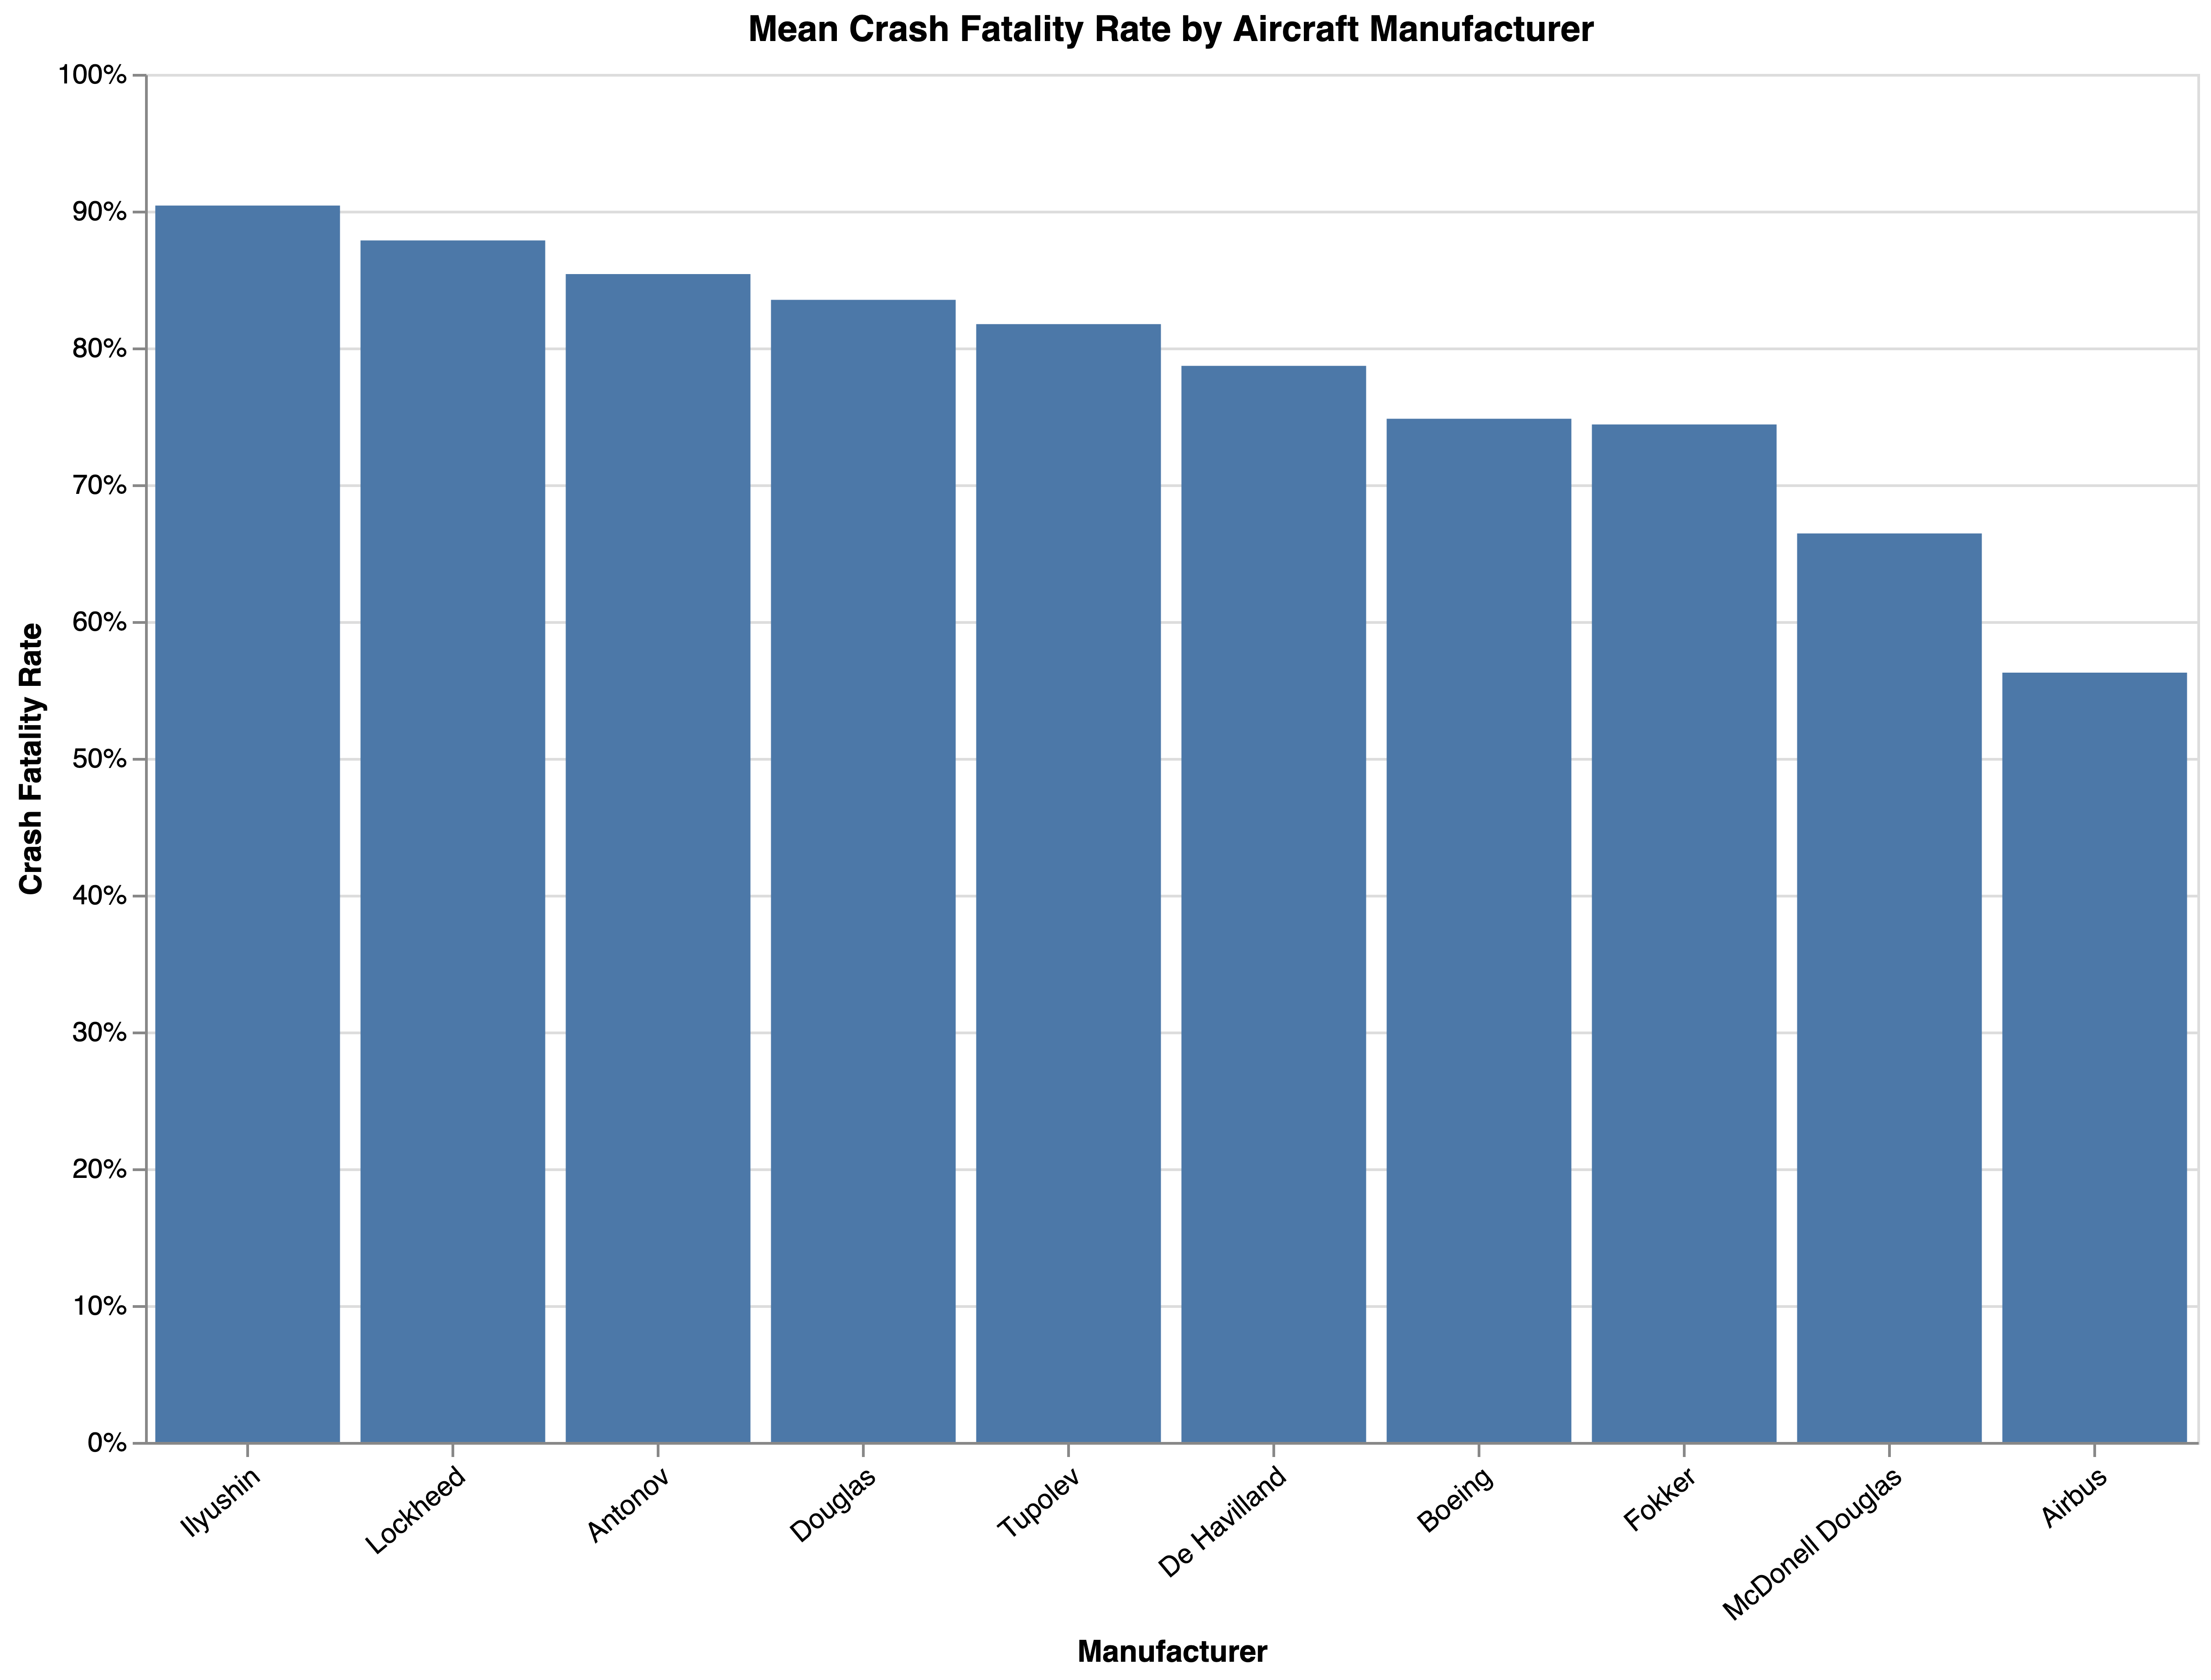 Mean Crash Fatality Rate by Aircraft Manufacturer
100%
90%
80%
70%
60%
50%
40%
30%
20%
10%
0%
Crash Fatality Rate
Ilyushin
Lockheed
Antonov
Douglas
Tupolev
De Havilland
Boeing
Fokker
McDonell Douglas
Airbus
Manufacturer